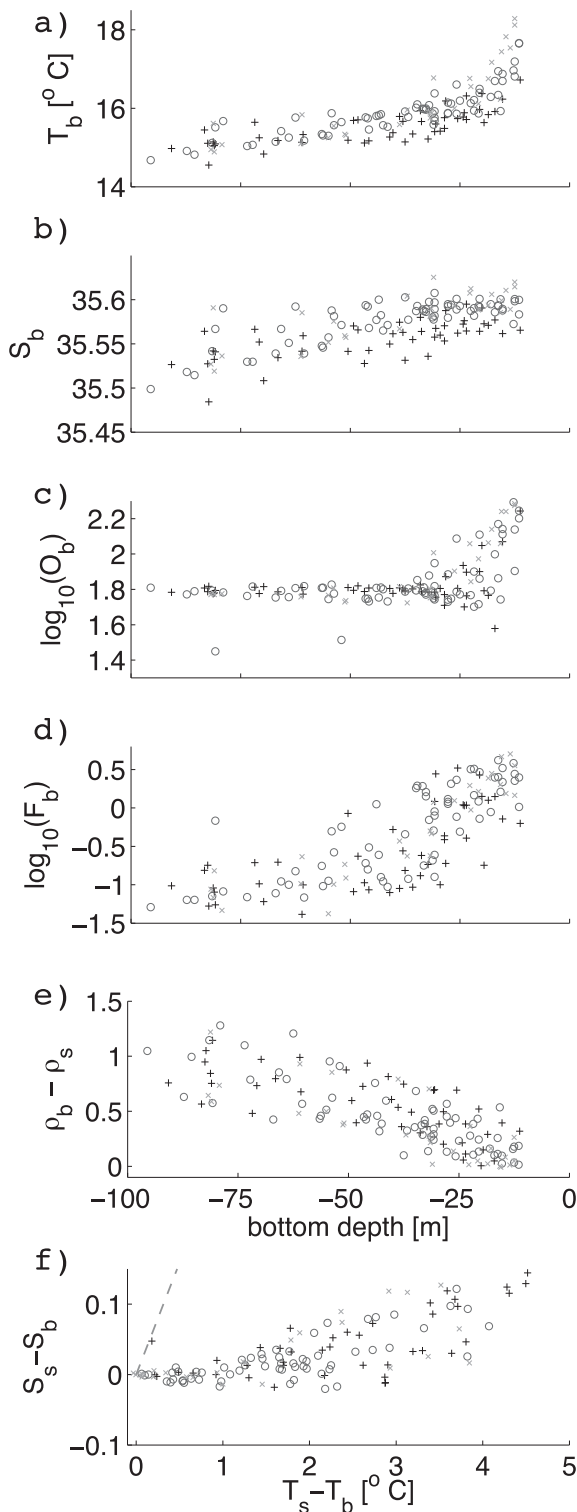 a)
18
16
14
T_b [° C]
b)
35.6
35.55
35.5
35.45
S_b
c)
2.2
2
1.8
1.6
1.4
log_10(O_b)
d)
0.5
0
−0.5
−1
−1.5
log_10(F_b)
e)
1.5
1
0.5
0
ρ_b − ρ_s
−100 −75 −50 −25 0
bottom depth [m]
f)
0.1
0
−0.1
S_s−S_b
0 1 2 3 4 5
T_s−T_b [° C]